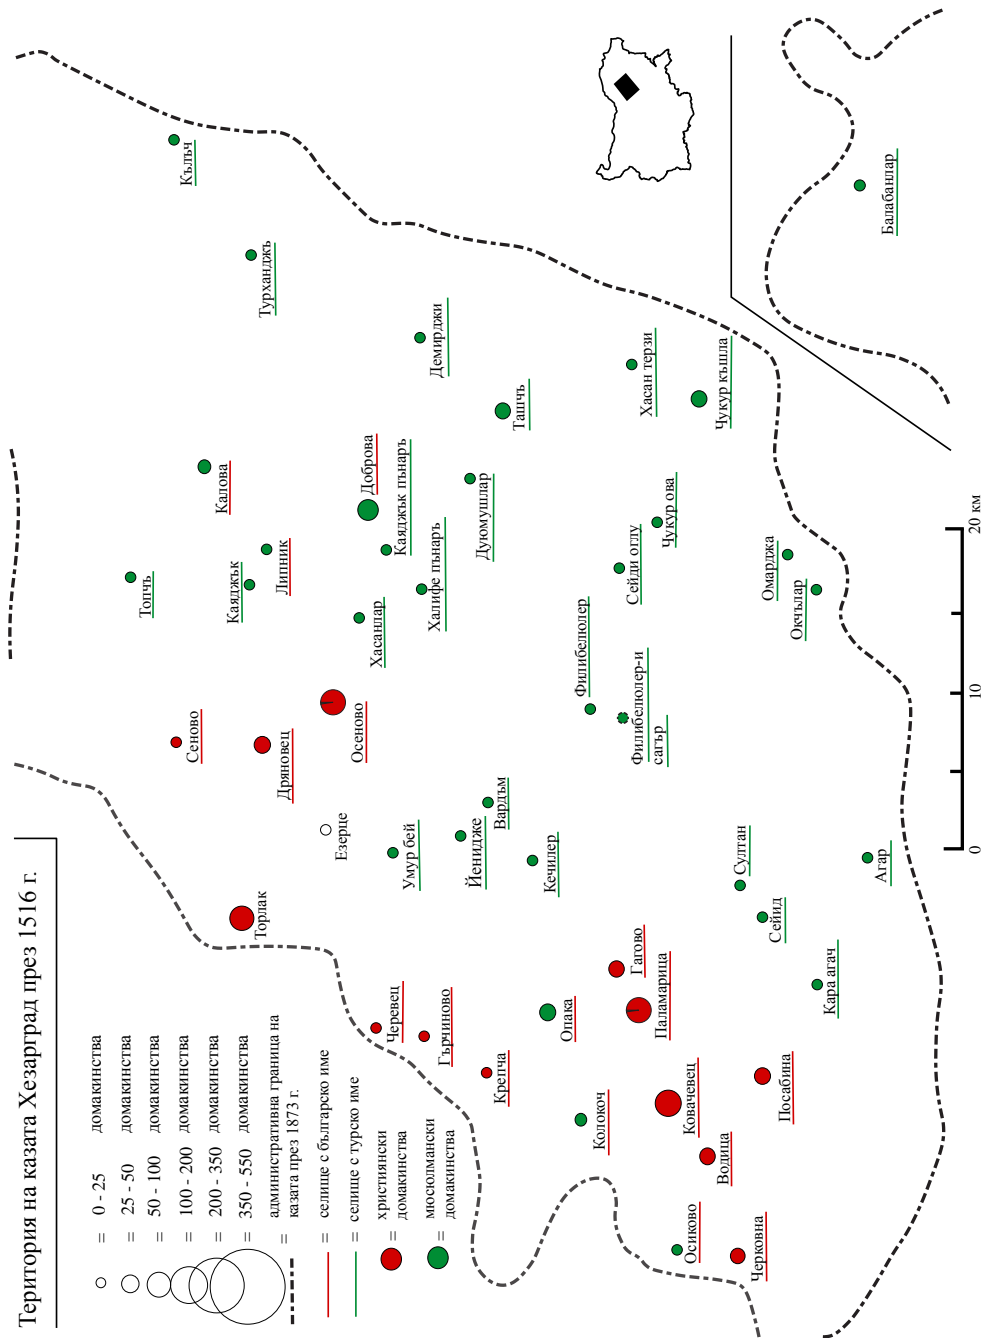 Територия на казата Хезарград през 1516 г.
= 0 - 25 домакинства
= 25 - 50 домакинства
= 50 - 100 домакинства
= 100 - 200 домакинства
= 200 - 350 домакинства
= 350 - 550 домакинства
= административна граница на
казата през 1873 г.
= селище с българско име
= селище с турско име
= християнски
домакинства
= мюсюлмански
домакинства
Кълъч
Турханджъ
Демирджи
Ташчъ
Хасан терзи
Чукур къшла
Балабанлар
Калова
Доброва
Каяджък пънаръ
Дуюмушлар
Топчъ
Каяджък
Липник
Халифе пънаръ
Хасанлар
Чукур ова
Сейди оглу
Омарджа
Окчълар
Филибелюлер
Филибелюлер-и
сагър
Сеново
Дряновец
Осеново
Езерце
Умур бей
Йениджe
Вардъм
Кечилер
Султан
Сейид
Агар
Кара агач
Торлак
Черевец
Гърчиново
Крепча
Опака
Гагово
Паламарица
Колокоч
Ковачевец
Посабина
Водица
Осиково
Черковна
0
10
20 км